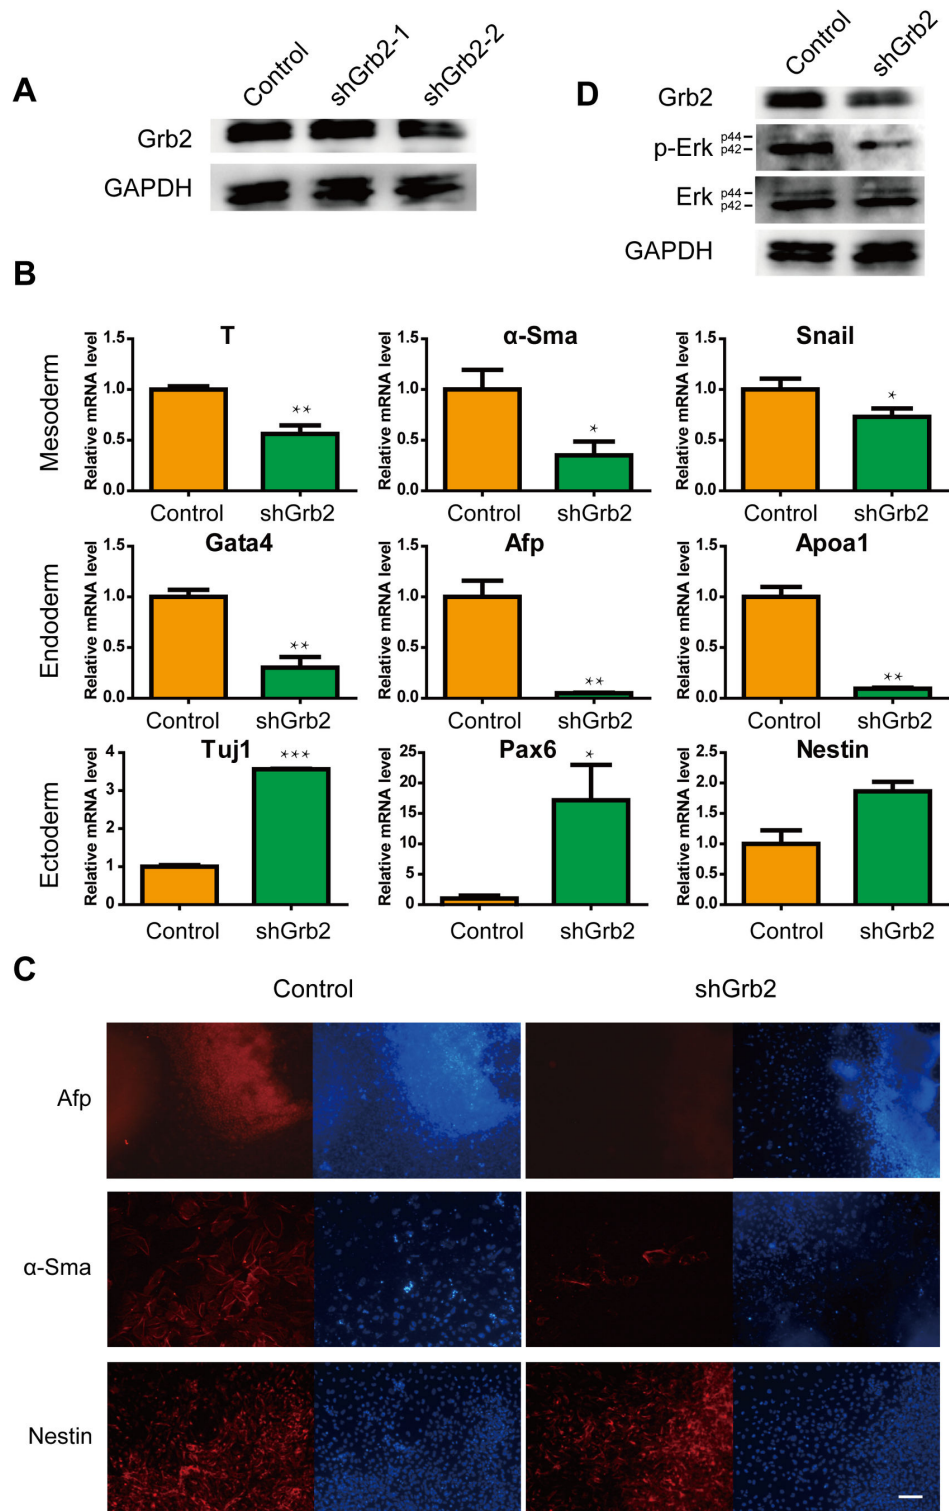 A
Control
shGrb2-1
shGrb2-2
Grb2
GAPDH
D
Control
shGrb2
Grb2
p-Erk
p44
p42
Erk
p44
p42
GAPDH
B
Mesoderm
T
Relative mRNA level
1.5
1.0
0.5
0.0
**
Control shGrb2
α-Sma
Relative mRNA level
1.5
1.0
0.5
0.0
*
Control shGrb2
Snail
Relative mRNA level
1.5
1.0
0.5
0.0
*
Control shGrb2
Endoderm
Gata4
Relative mRNA level
1.5
1.0
0.5
0.0
**
Control shGrb2
Afp
Relative mRNA level
1.5
1.0
0.5
0.0
**
Control shGrb2
Apoa1
Relative mRNA level
1.5
1.0
0.5
0.0
**
Control shGrb2
Ectoderm
Tuj1
Relative mRNA level
4
3
2
1
0
***
Control shGrb2
Pax6
Relative mRNA level
25
20
15
10
5
0
*
Control shGrb2
Nestin
Relative mRNA level
2.5
2.0
1.5
1.0
0.5
0.0
Control shGrb2
C
Control
shGrb2
Afp
α-Sma
Nestin